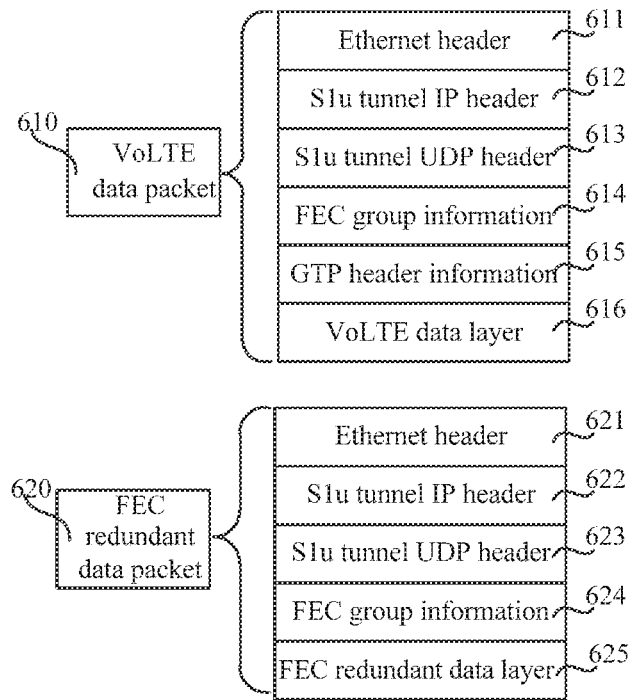 611
Ethernet header
612
S1u tunnel IP header
610
VoLTE
data packet
613
S1u tunnel UDP header
614
FEC group information
615
GTP header information
616
VoLTE data layer
621
Ethernet header
622
S1u tunnel IP header
620
FEC
redundant
data packet
623
S1u tunnel UDP header
624
FEC group information
625
FEC redundant data layer